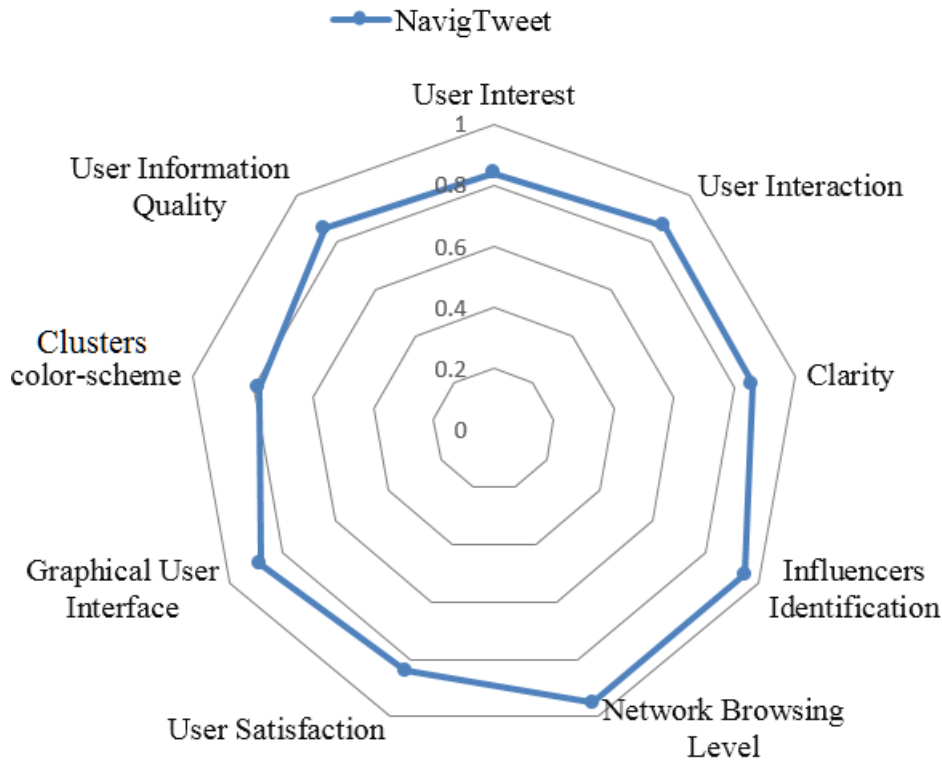 NavigTweet
User Interest
1
User Information
Quality
User Interaction
0.8
0.6
0.4
Clusters
color-scheme
Clarity
0.2
0
Graphical User
Interface
Influencers
Identification
User Satisfaction
Network Browsing
Level